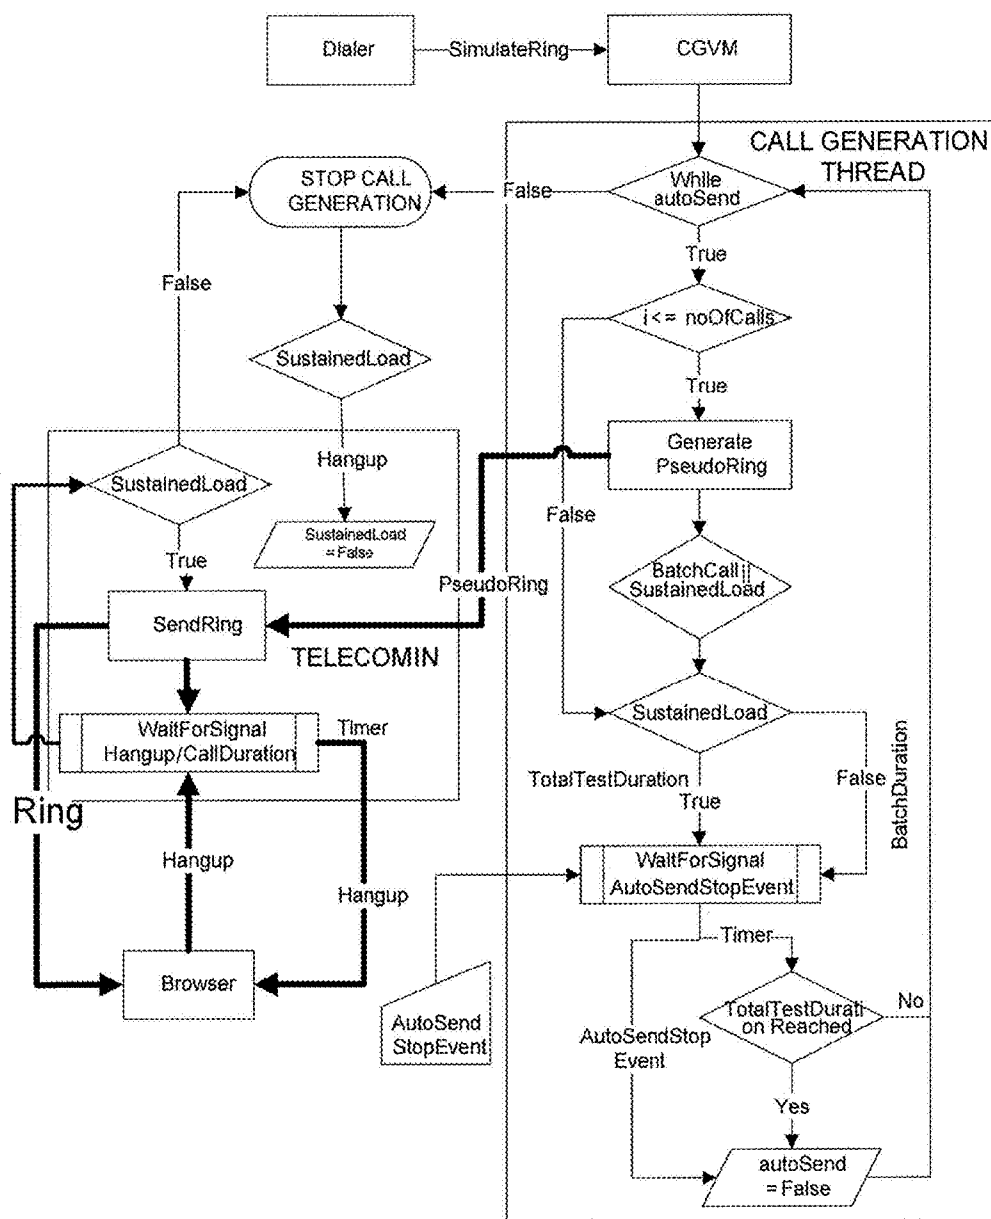 Dialer
SimulateRing
CGVM
CALL GENERATION
THREAD
STOP CALL
GENERATION
False
While
autoSend
True
False
i <= noOfCalls
SustainedLoad
True
Generate
PseudoRing
Hangup
SustainedLoad
False
SustainedLoad
= False
True
PseudoRing
BatchCall||
SustainedLoad
SendRing
TELECOMIN
SustainedLoad
WaitForSignal
Hangup/CallDuration
Timer
TotalTestDuration
True
False
BatchDuration
Ring
Hangup
Hangup
WaitForSignal
AutoSendStopEvent
Timer
Browser
AutoSend
StopEvent
TotalTestDurati
on Reached
No
AutoSendStop
Event
Yes
autoSend
= False